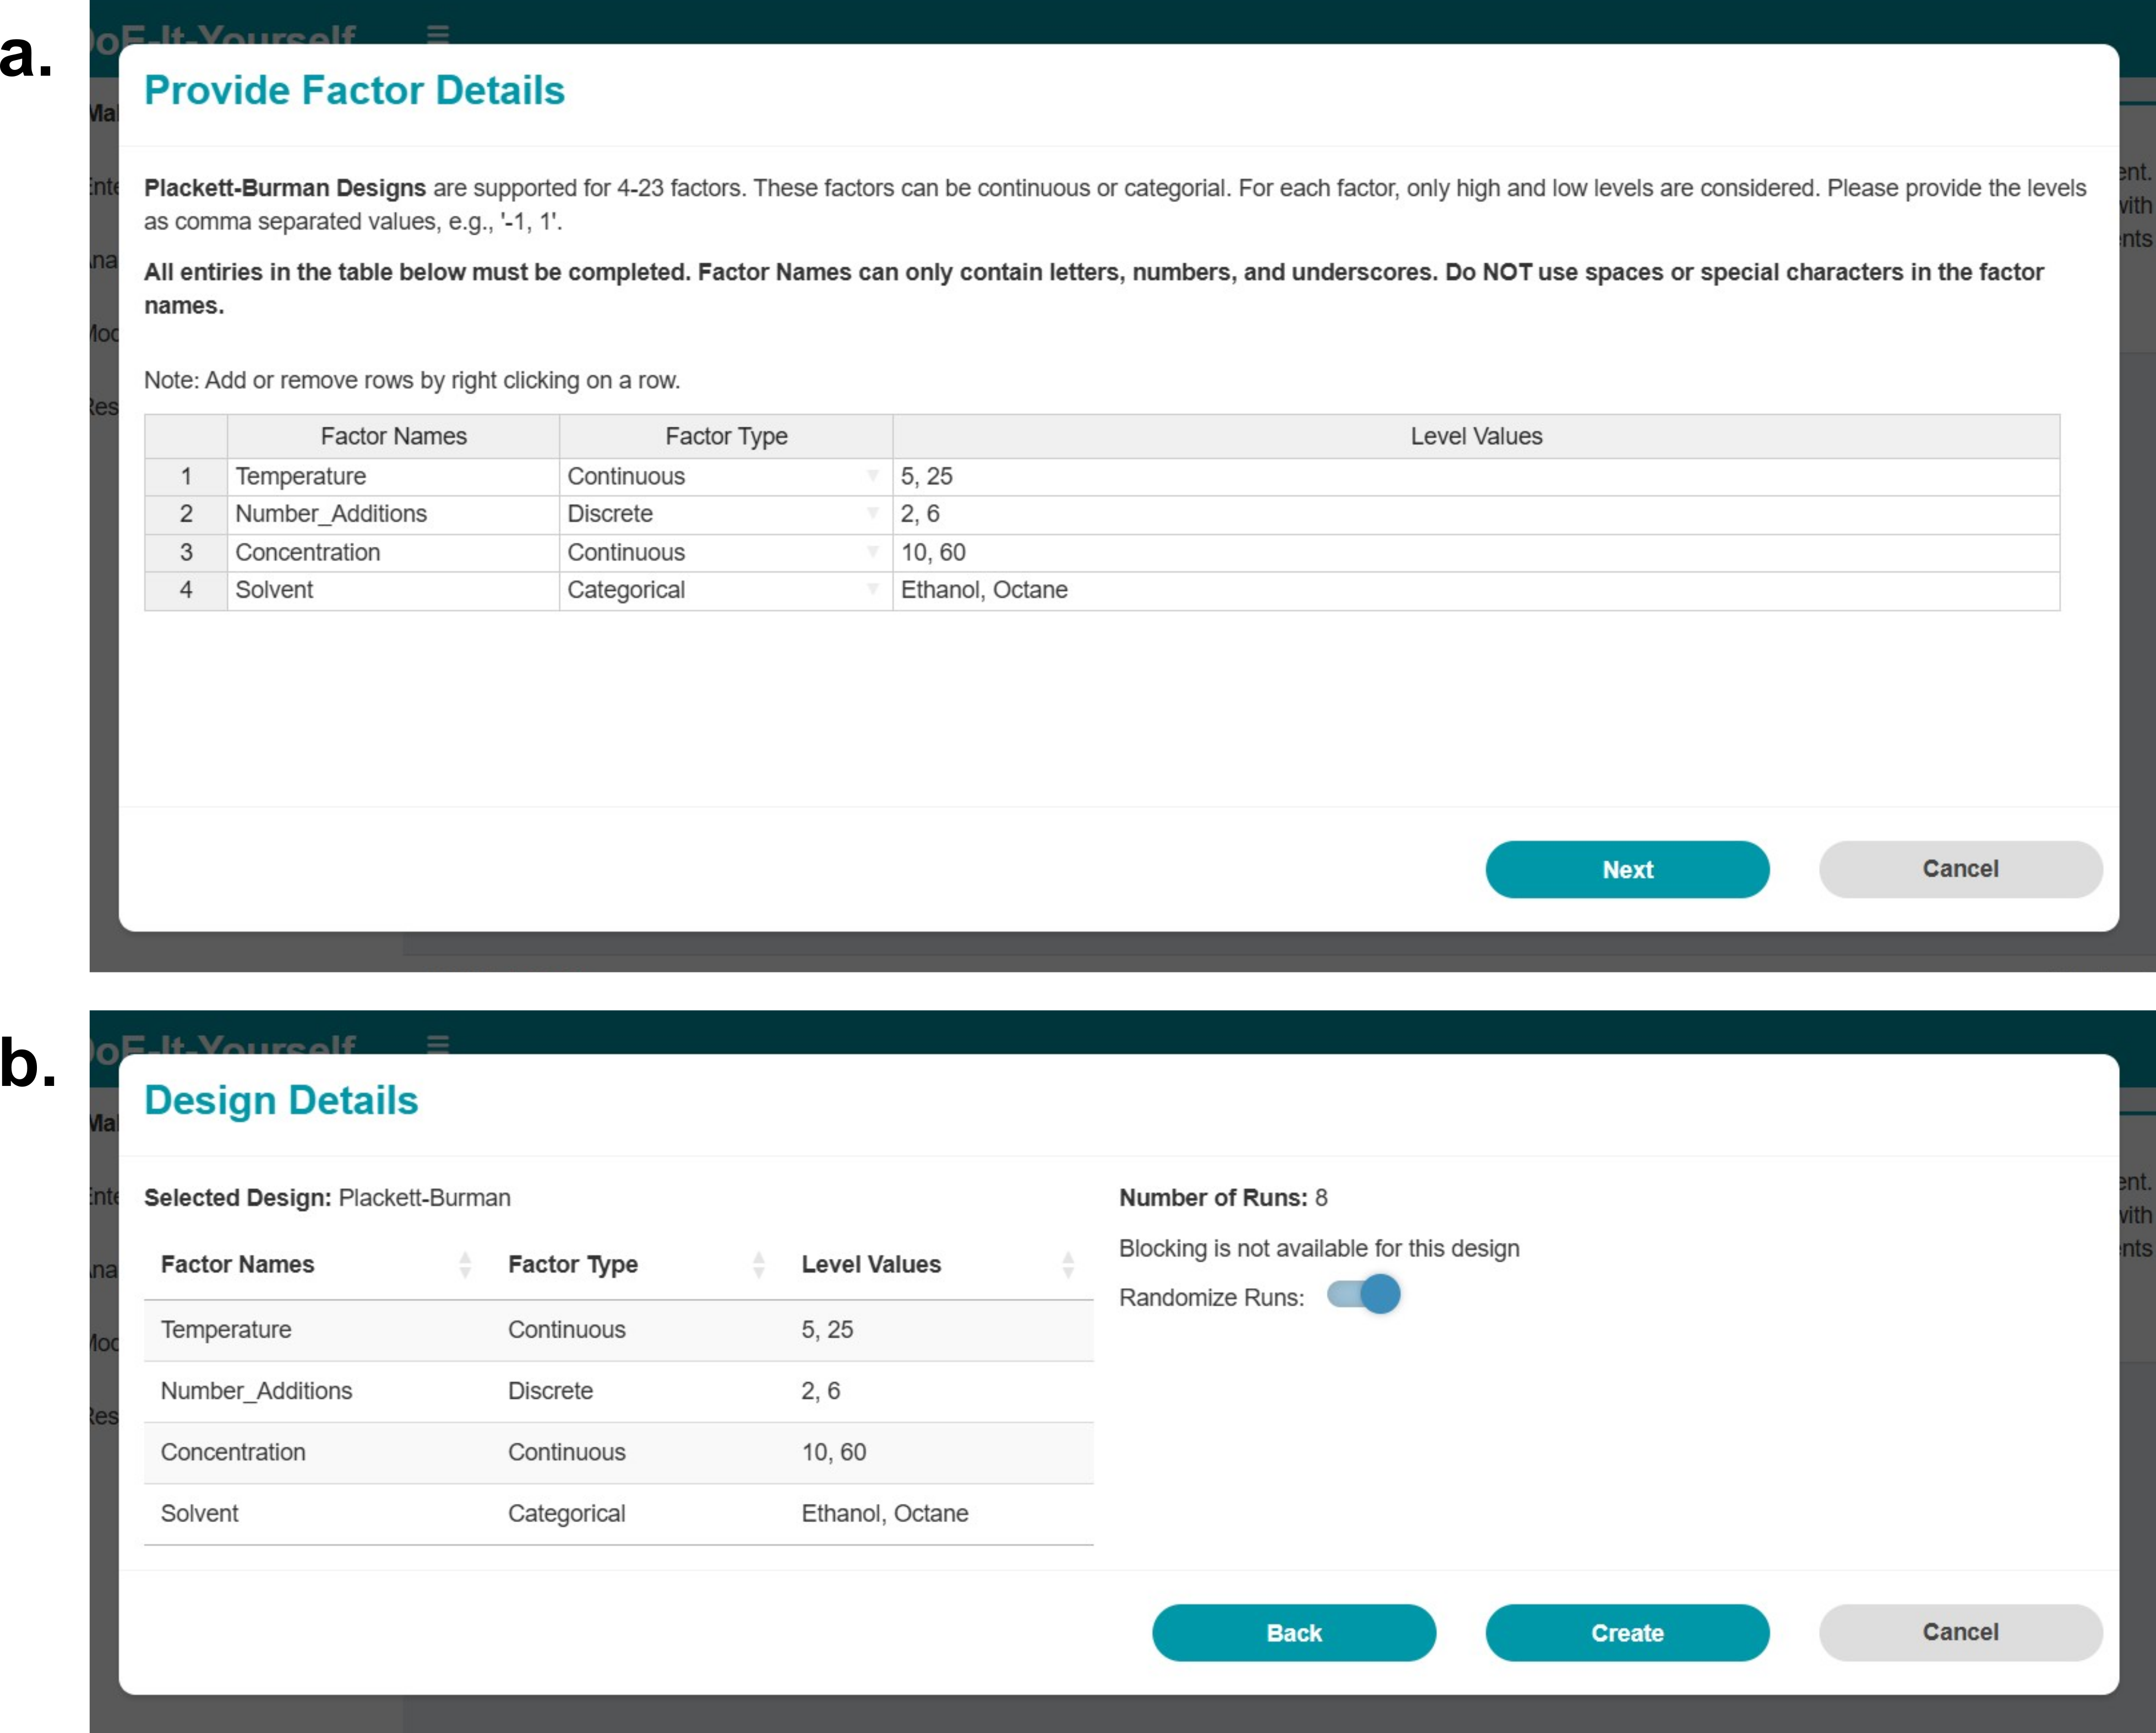 a.
DoE-It-Yourself
Provide Factor Details
Plackett-Burman Designs are supported for 4-23 factors. These factors can be continuous or categorial. For each factor, only high and low levels are considered. Please provide the levels
as comma separated values, e.g., '-1, 1'.
All entiries in the table below must be completed. Factor Names can only contain letters, numbers, and underscores. Do NOT use spaces or special characters in the factor
names.
Note: Add or remove rows by right clicking on a row.
Factor Names Factor Type Level Values
1 Temperature Continuous 5, 25
2 Number_Additions Discrete 2, 6
3 Concentration Continuous 10, 60
4 Solvent Categorical Ethanol, Octane
Next Cancel
b.
DoE-It-Yourself
Design Details
Selected Design: Plackett-Burman
Factor Names Factor Type Level Values
Temperature Continuous 5, 25
Number_Additions Discrete 2, 6
Concentration Continuous 10, 60
Solvent Categorical Ethanol, Octane
Number of Runs: 8
Blocking is not available for this design
Randomize Runs:
Back Create Cancel